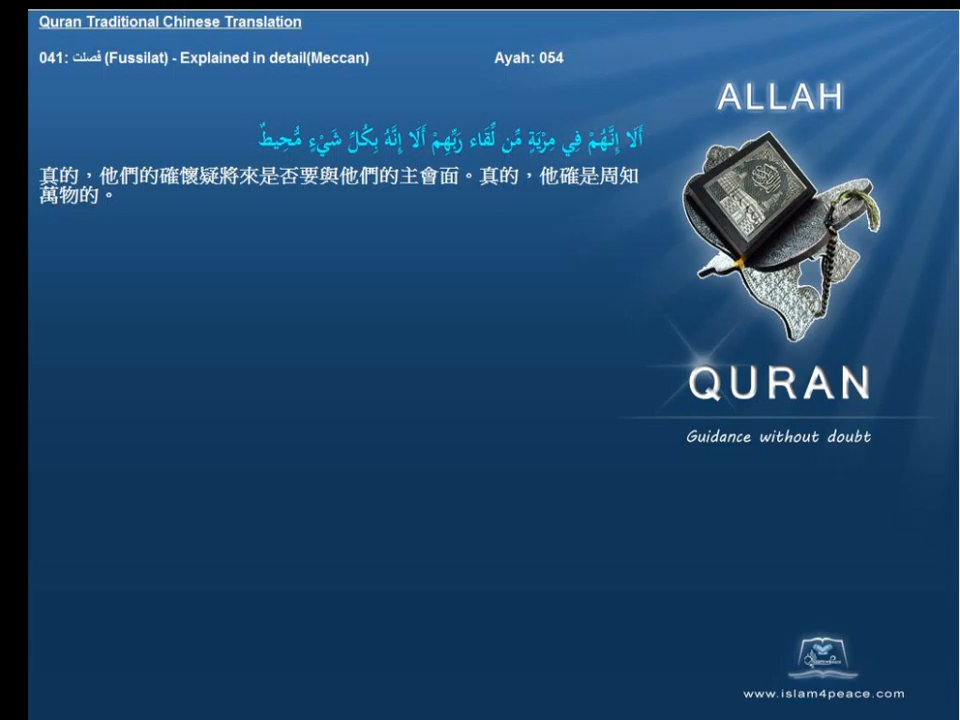 Quran Traditional Chinese Translation
041: فصلت (Fussilat) - Explained in detail(Meccan) Ayah: 054
أَلَا إِنَّهُمْ فِي مِرْيَةٍ مِّن لِّقَاء رَبِّهِمْ أَلَا إِنَّهُ بِكُلِّ شَيْءٍ مُّحِيطٌ
真的，他們的確懷疑將來是否要與他們的主會面。真的，他確是周知
萬物的。
ALLAH
QURAN
Guidance without doubt
www.islam4peace.com